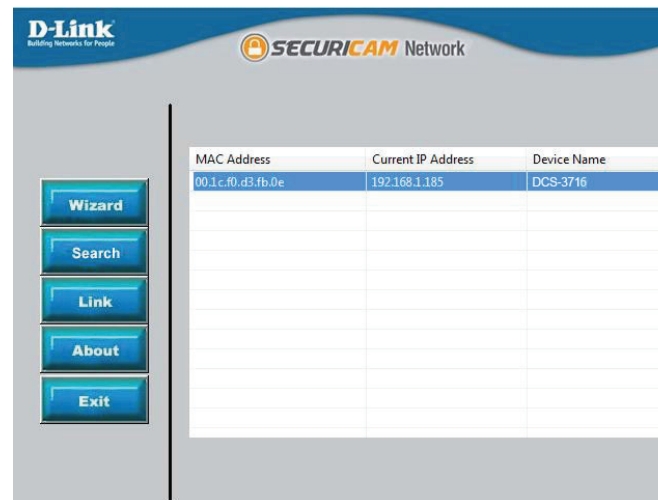 D-Link
Building Networks for People
SECURICAM Network
MAC Address Current IP Address Device Name
00.1c.f0.d3.fb.0e 192.168.1.185 DCS-3716
Wizard
Search
Link
About
Exit